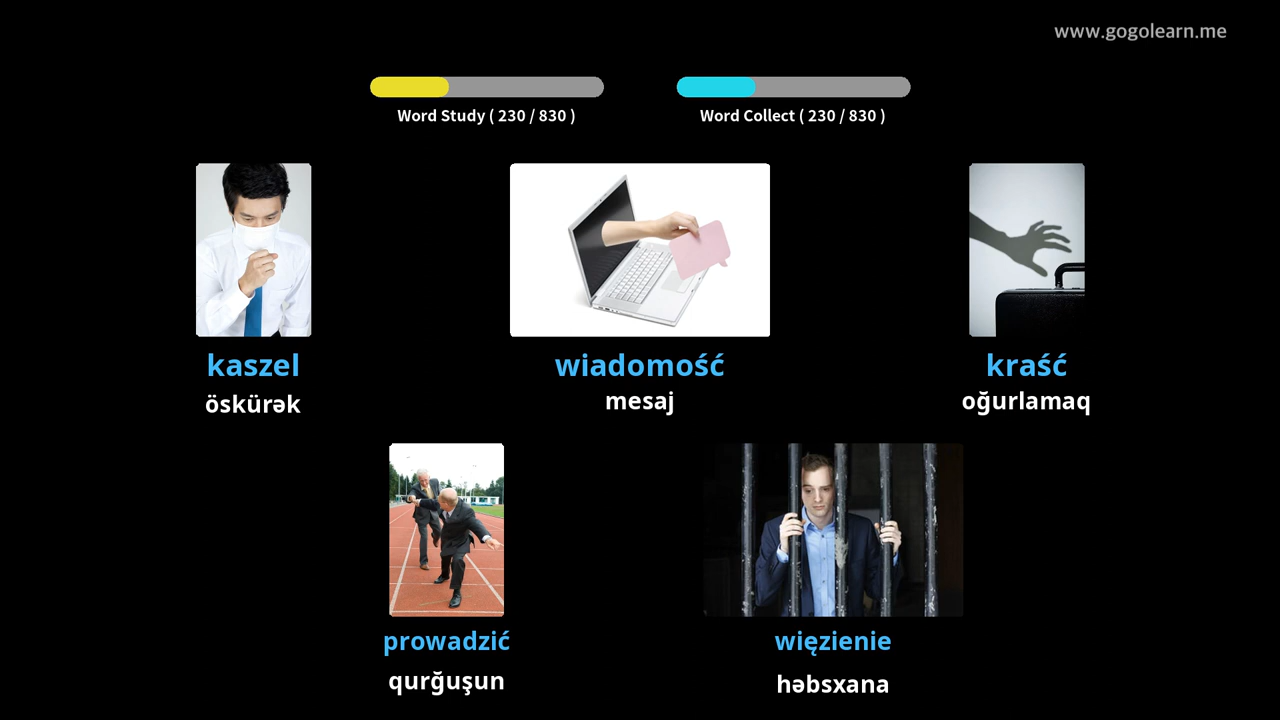 www.gogolearn.me
Word Study ( 230 / 830 )
Word Collect ( 230 / 830 )
kaszel
öskürək
wiadomość
mesaj
kraść
oğurlamaq
prowadzić
qurğuşun
więzienie
həbsxana